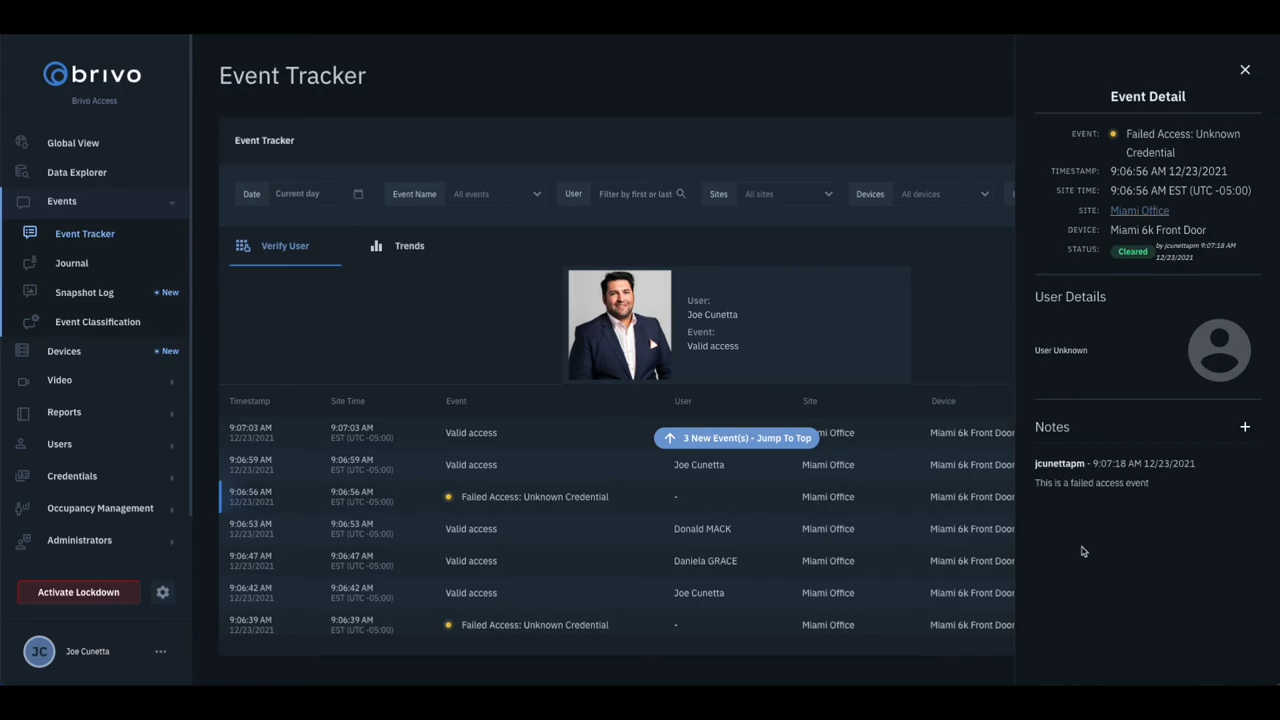 brivo
Brivo Access
Global View
Data Explorer
Events
Event Tracker
Journal
Snapshot Log New
Event Classification
Devices New
Video
Reports
Users
Credentials
Occupancy Management
Administrators
Activate Lockdown
JC Joe Cunetta
Event Tracker
Event Tracker
Date Current day Event Name All events User Filter by first or last Sites All sites Devices All devices
Verify User Trends
User:
Joe Cunetta
Event:
Valid access
Timestamp Site Time Event User Site Device
9:07:03 AM 9:07:03 AM Valid access mi Office Miami 6k Front Door
12/23/2021 EST (UTC -05:00)
3 New Event(s) - Jump To Top
9:06:59 AM 9:06:59 AM Valid access Joe Cunetta Miami Office Miami 6k Front Door
12/23/2021 EST (UTC -05:00)
9:06:56 AM 9:06:56 AM Failed Access: Unknown Credential - Miami Office Miami 6k Front Door
12/23/2021 EST (UTC -05:00)
9:06:53 AM 9:06:53 AM Valid access Donald MACK Miami Office Miami 6k Front Door
12/23/2021 EST (UTC -05:00)
9:06:47 AM 9:06:47 AM Valid access Daniela GRACE Miami Office Miami 6k Front Door
12/23/2021 EST (UTC -05:00)
9:06:42 AM 9:06:42 AM Valid access Joe Cunetta Miami Office Miami 6k Front Door
12/23/2021 EST (UTC -05:00)
9:06:39 AM 9:06:39 AM Failed Access: Unknown Credential - Miami Office Miami 6k Front Door
12/23/2021 EST (UTC -05:00)
Event Detail
EVENT: Failed Access: Unknown
Credential
TIMESTAMP: 9:06:56 AM 12/23/2021
SITE TIME: 9:06:56 AM EST (UTC -05:00)
SITE: Miami Office
DEVICE: Miami 6k Front Door
STATUS: Cleared by jcunettapm 9:07:18 AM
12/23/2021
User Details
User Unknown
Notes +
jcunettapm - 9:07:18 AM 12/23/2021
This is a failed access event